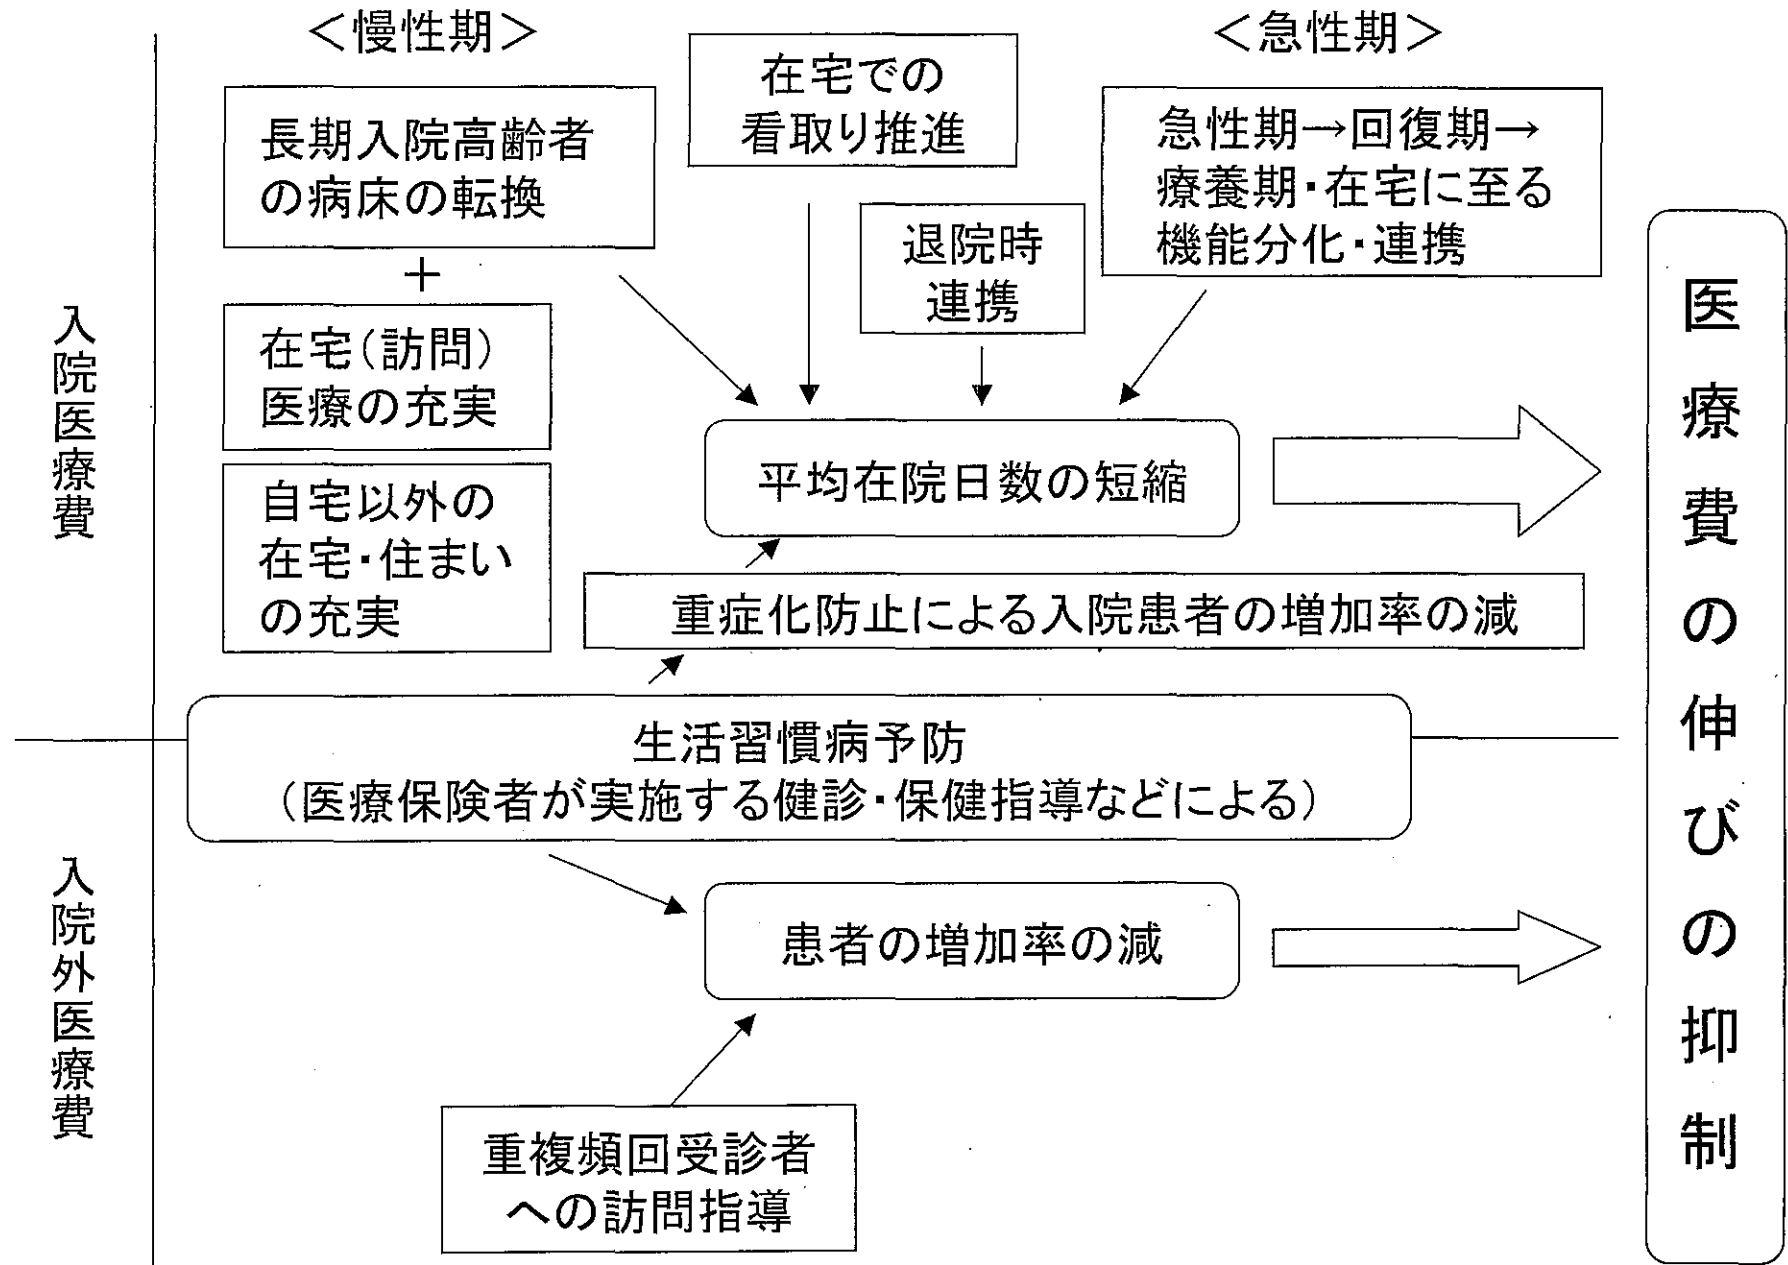 ＜慢性期＞
＜急性期＞
在宅での
看取り推進
長期入院高齢者
の病床の転換
＋
在宅(訪問)
医療の充実
自宅以外の
在宅・住まい
の充実
退院時
連携
急性期→回復期→
療養期・在宅に至る
機能分化・連携
入院医療費
平均在院日数の短縮
重症化防止による入院患者の増加率の減
生活習慣病予防
(医療保険者が実施する健診・保健指導などによる)
入院外医療費
患者の増加率の減
重複頻回受診者
への訪問指導
医療費の伸びの抑制